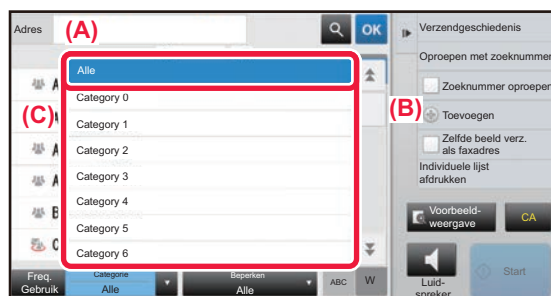 Adres
(A)
OK
Alle
Category 0
Category 1
Category 2
Category 3
Category 4
Category 5
Category 6
(C)
A
A
A
B
C
Freq.
Gebruik
Categorie
Alle
Beperken
Alle
ABC
W
(B)
Verzendgeschiedenis
Oproepen met zoeknummer
Zoeknummer oproepen
Toevoegen
Zelfde beeld verz.
als faxadres
Individuele lijst
afdrukken
Voorbeeld-
weergave
CA
Luid-
spreker
Start